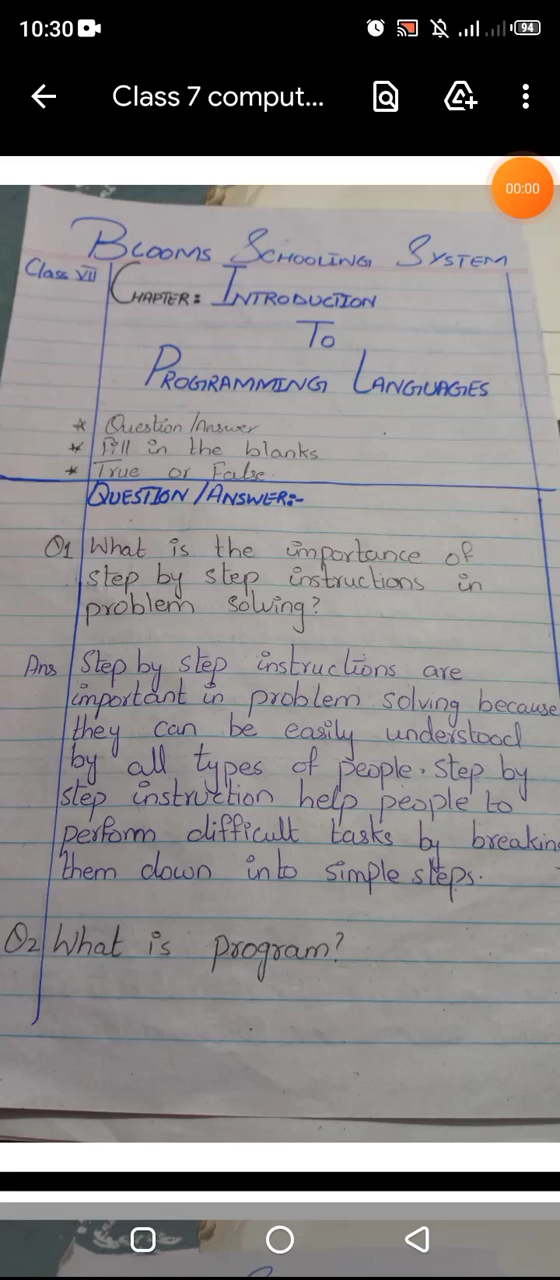 10:30
94
Class 7 comput...
00:00
BLOOMS SCHOOLING SYSTEM
Class VII
CHAPTER: INTRODUCTION
TO
PROGRAMMING LANGUAGES
* Question/Answer
* Fill in the blanks
* True or False.
QUESTION/ANSWER:-
Q1 What is the importance of
step by step instructions in
problem solving?
Ans Step by step instructions are
important in problem solving because
they can be easily understood
by all types of people. Step by
step instruction help people to
perform difficult tasks by breakin
them down into simple steps.
Q2 What is program?